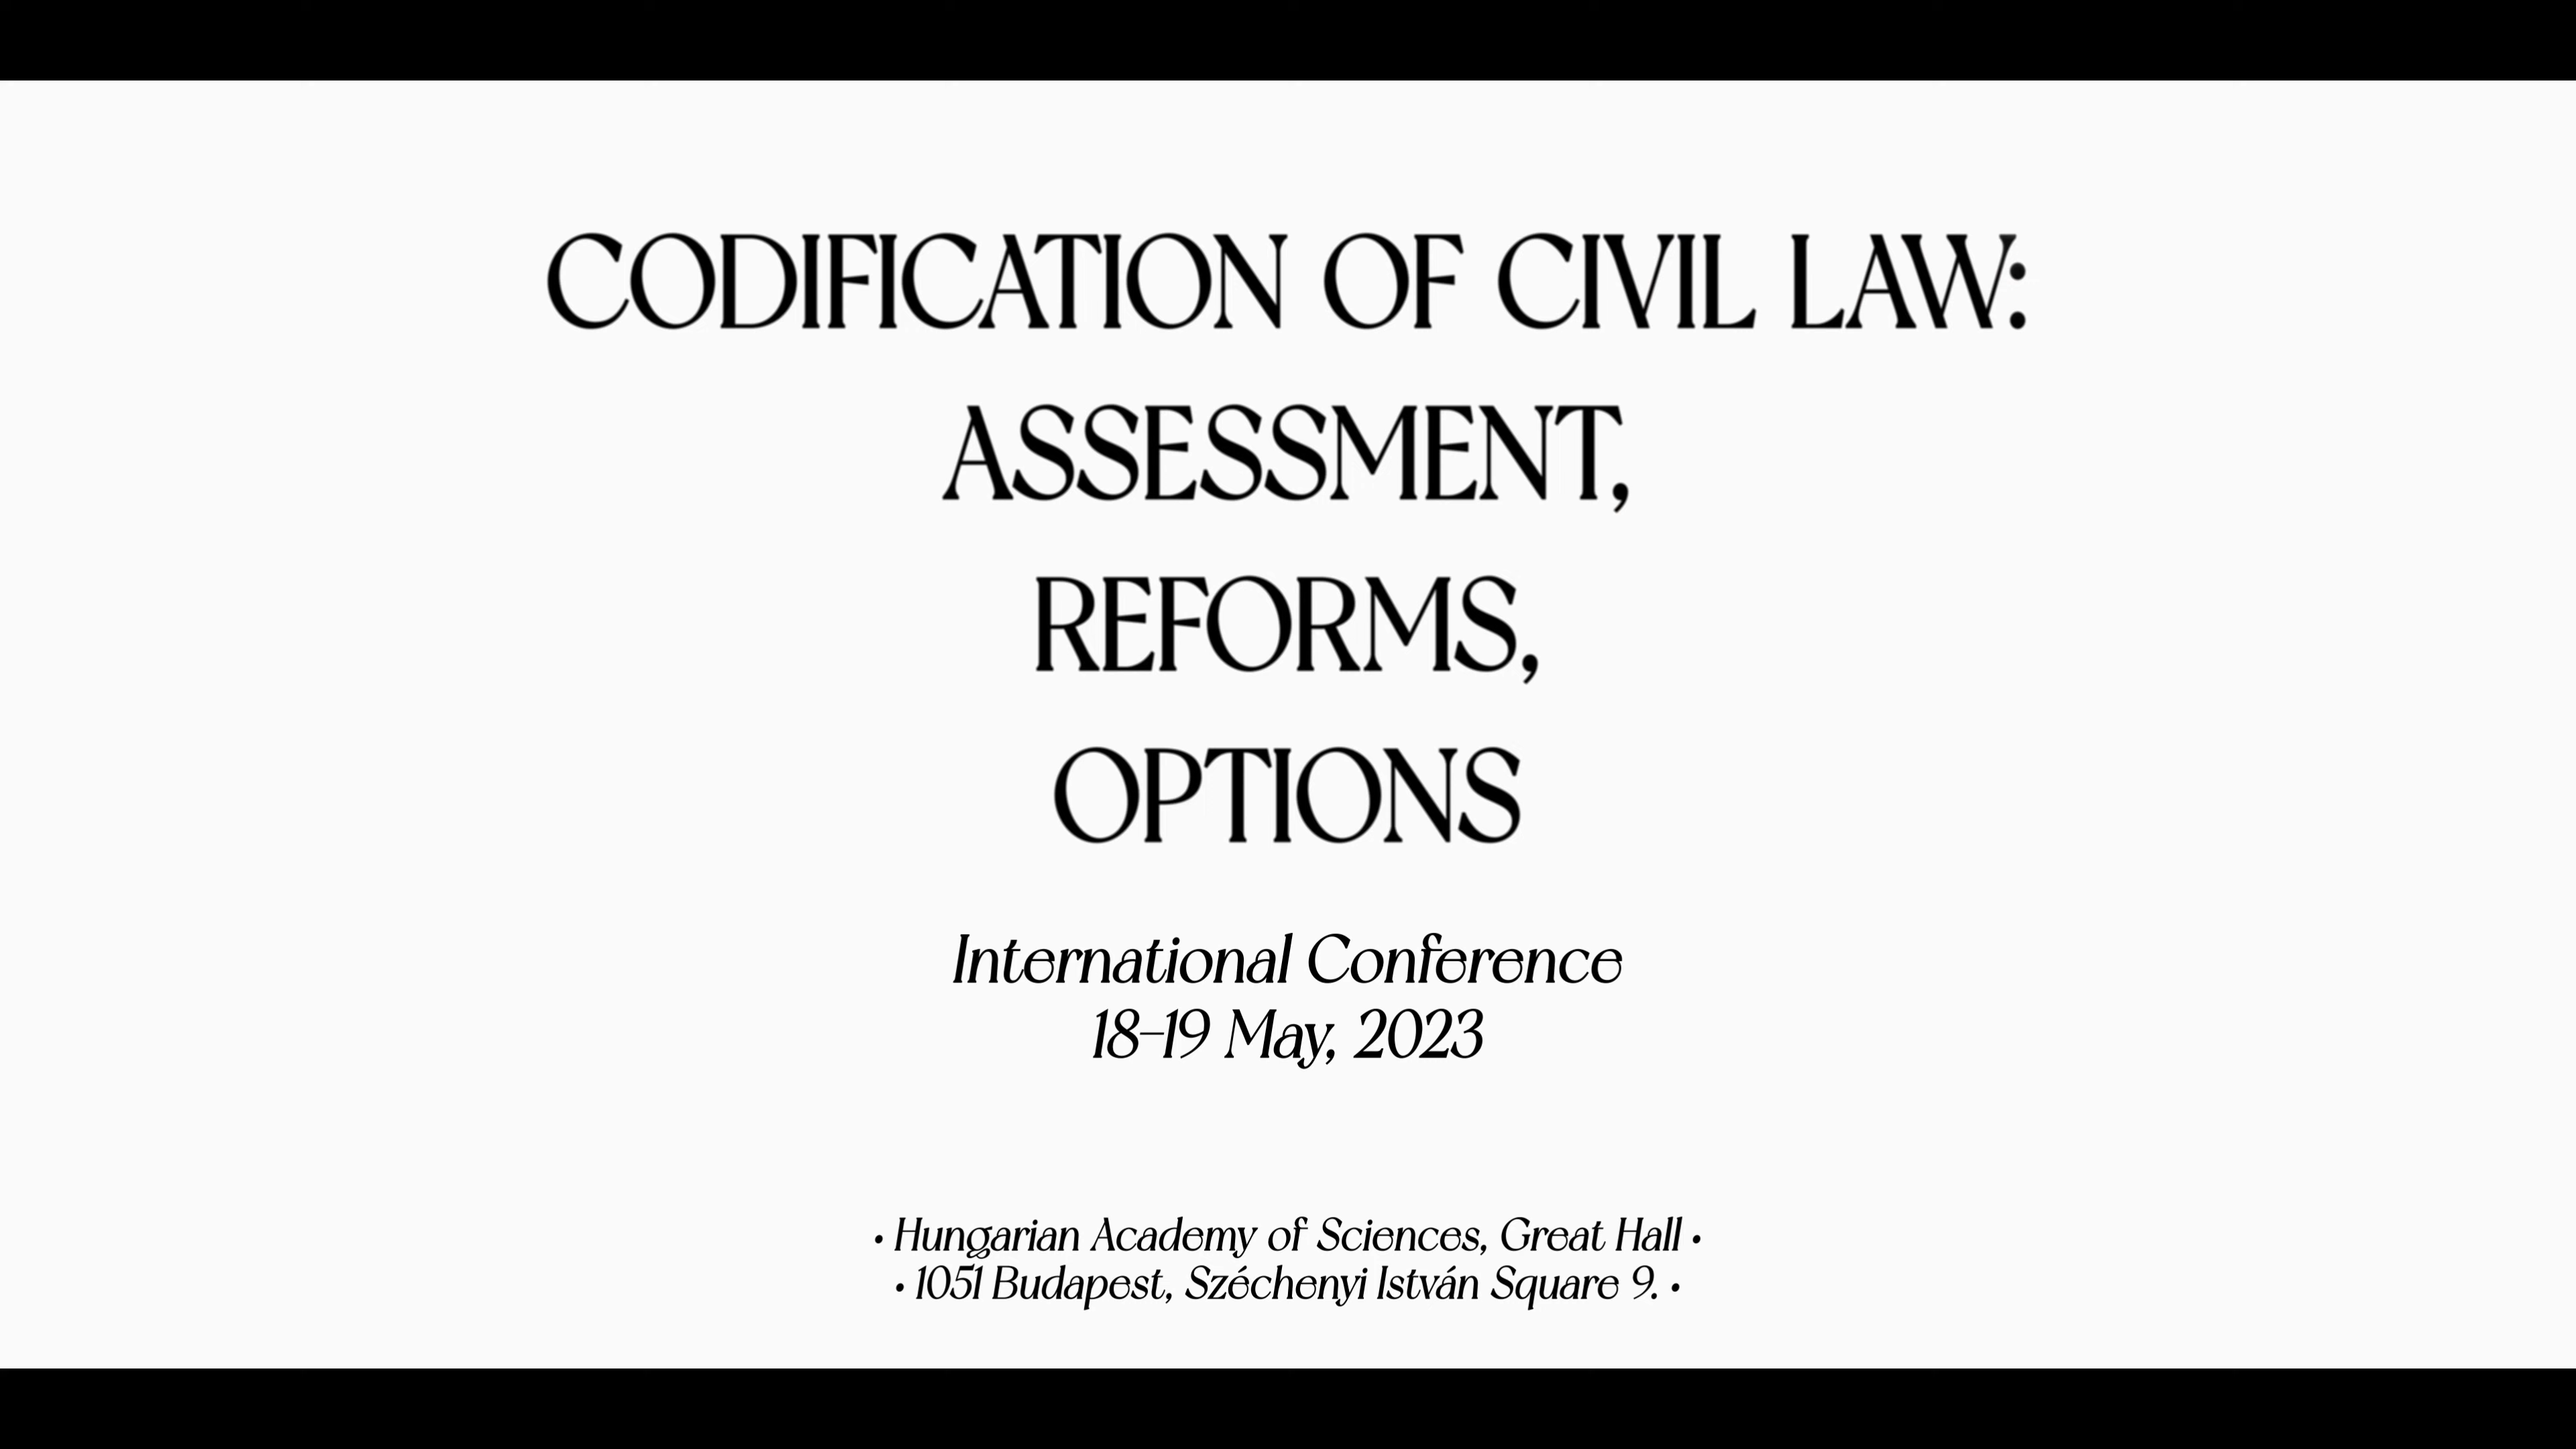 CODIFICATION OF CIVIL LAW:
ASSESSMENT,
REFORMS,
OPTIONS
International Conference
18–19 May, 2023
• Hungarian Academy of Sciences, Great Hall •
• 1051 Budapest, Széchenyi István Square 9. •